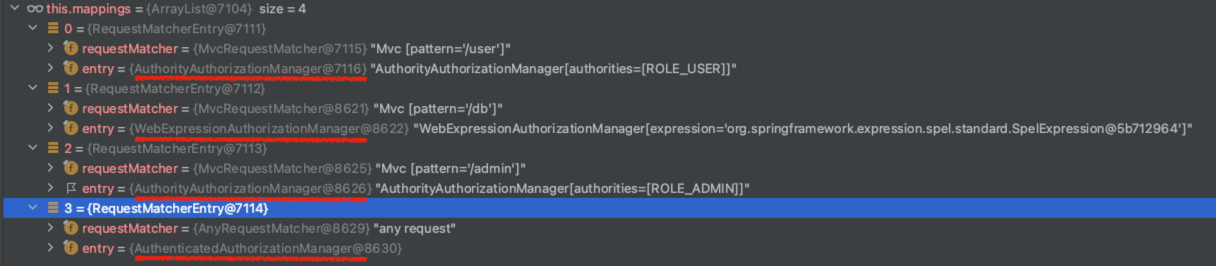 this.mappings = {ArrayList@7104} size = 4
0 = {RequestMatcherEntry@7111}
requestMatcher = {MvcRequestMatcher@7115} "Mvc [pattern='/user']"
entry = {AuthorityAuthorizationManager@7116} "AuthorityAuthorizationManager[authorities=[ROLE_USER]]"
1 = {RequestMatcherEntry@7112}
requestMatcher = {MvcRequestMatcher@8621} "Mvc [pattern='/db']"
entry = {WebExpressionAuthorizationManager@8622} "WebExpressionAuthorizationManager[expression='org.springframework.expression.spel.standard.SpelExpression@5b712964']"
2 = {RequestMatcherEntry@7113}
requestMatcher = {MvcRequestMatcher@8625} "Mvc [pattern='/admin']"
entry = {AuthorityAuthorizationManager@8626} "AuthorityAuthorizationManager[authorities=[ROLE_ADMIN]]"
3 = {RequestMatcherEntry@7114}
requestMatcher = {AnyRequestMatcher@8629} "any request"
entry = {AuthenticatedAuthorizationManager@8630}